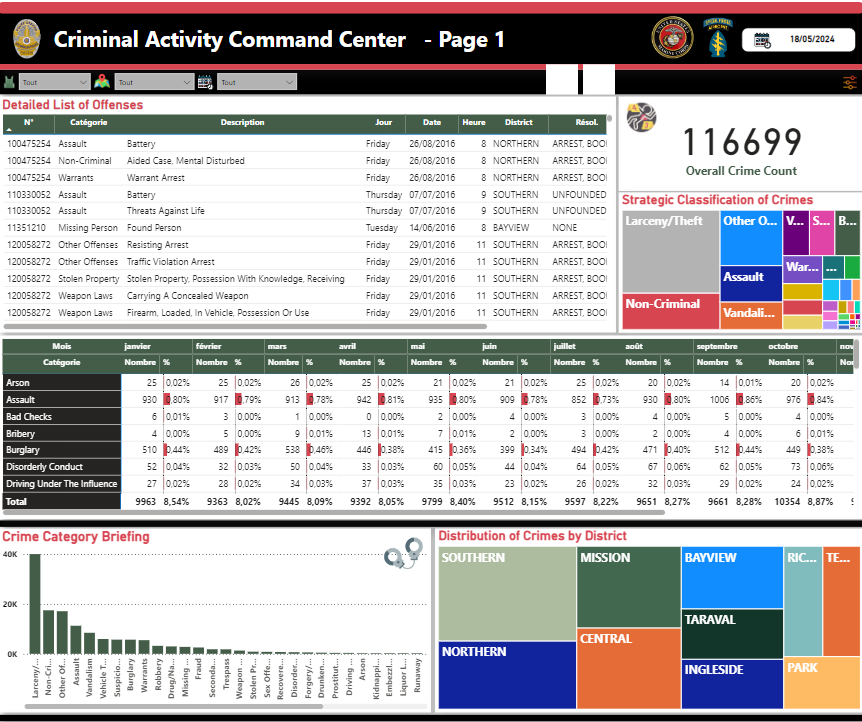 Criminal Activity Command Center - Page 1
18/05/2024
Tout Tout Tout
Detailed List of Offenses
N° Catégorie Description Jour Date Heure District Résol.
100475254 Assault Battery Friday 26/08/2016 8 NORTHERN ARREST, BOO
100475254 Non-Criminal Aided Case, Mental Disturbed Friday 26/08/2016 8 NORTHERN ARREST, BOO
100475254 Warrants Warrant Arrest Friday 26/08/2016 8 NORTHERN ARREST, BOO
110330052 Assault Battery Thursday 07/07/2016 9 SOUTHERN UNFOUNDED
110330052 Assault Threats Against Life Thursday 07/07/2016 9 SOUTHERN UNFOUNDED
11351210 Missing Person Found Person Tuesday 14/06/2016 8 BAYVIEW NONE
120058272 Other Offenses Resisting Arrest Friday 29/01/2016 11 SOUTHERN ARREST, BOO
120058272 Other Offenses Traffic Violation Arrest Friday 29/01/2016 11 SOUTHERN ARREST, BOO
120058272 Stolen Property Stolen Property, Possession With Knowledge, Receiving Friday 29/01/2016 11 SOUTHERN ARREST, BOO
120058272 Weapon Laws Carrying A Concealed Weapon Friday 29/01/2016 11 SOUTHERN ARREST, BOO
120058272 Weapon Laws Firearm, Loaded, In Vehicle, Possession Or Use Friday 29/01/2016 11 SOUTHERN ARREST, BOO
116699
Overall Crime Count
Strategic Classification of Crimes
Larceny/Theft Other O... V... S... B...
War... ...
Assault
Non-Criminal Vandali...
Mois janvier février mars avril mai juin juillet août septembre octobre nov
Catégorie Nombre % Nombre % Nombre % Nombre % Nombre % Nombre % Nombre % Nombre % Nombre % Nombre % Nor
Arson 25 0,02% 25 0,02% 26 0,02% 25 0,02% 21 0,02% 21 0,02% 25 0,02% 20 0,02% 14 0,01% 20 0,02%
Assault 930 0,80% 917 0,79% 913 0,78% 942 0,81% 935 0,80% 909 0,78% 852 0,73% 930 0,80% 1006 0,86% 976 0,84%
Bad Checks 6 0,01% 3 0,00% 1 0,00% 0 0,00% 2 0,00% 4 0,00% 3 0,00% 4 0,00% 5 0,00% 4 0,00%
Bribery 4 0,00% 5 0,00% 9 0,01% 13 0,01% 7 0,01% 2 0,00% 3 0,00% 2 0,00% 4 0,00% 6 0,01%
Burglary 510 0,44% 489 0,42% 538 0,46% 446 0,38% 415 0,36% 399 0,34% 494 0,42% 471 0,40% 512 0,44% 449 0,38%
Disorderly Conduct 52 0,04% 32 0,03% 50 0,04% 33 0,03% 60 0,05% 44 0,04% 64 0,05% 67 0,06% 62 0,05% 73 0,06%
Driving Under The Influence 27 0,02% 28 0,02% 34 0,03% 37 0,03% 35 0,03% 23 0,02% 26 0,02% 32 0,03% 29 0,02% 24 0,02%
Total 9963 8,54% 9363 8,02% 9445 8,09% 9392 8,05% 9799 8,40% 9512 8,15% 9597 8,22% 9651 8,27% 9661 8,28% 10354 8,87% 9
Crime Category Briefing
40K
20K
0K
Larceny/...
Non-Cri...
Other Of...
Assault
Vandalism
Vehicle T...
Suspicio...
Burglary
Warrants
Robbery
Drug/Na...
Missing ...
Fraud
Seconda...
Trespass
Weapon ...
Stolen Pr...
Sex Offe...
Recovere...
Disorder...
Forgery/...
Drunken...
Prostitut...
Driving ...
Arson
Kidnappi...
Embezzl...
Liquor L...
Runaway
Distribution of Crimes by District
SOUTHERN MISSION BAYVIEW RIC... TE...
TARAVAL
CENTRAL
NORTHERN
INGLESIDE PARK